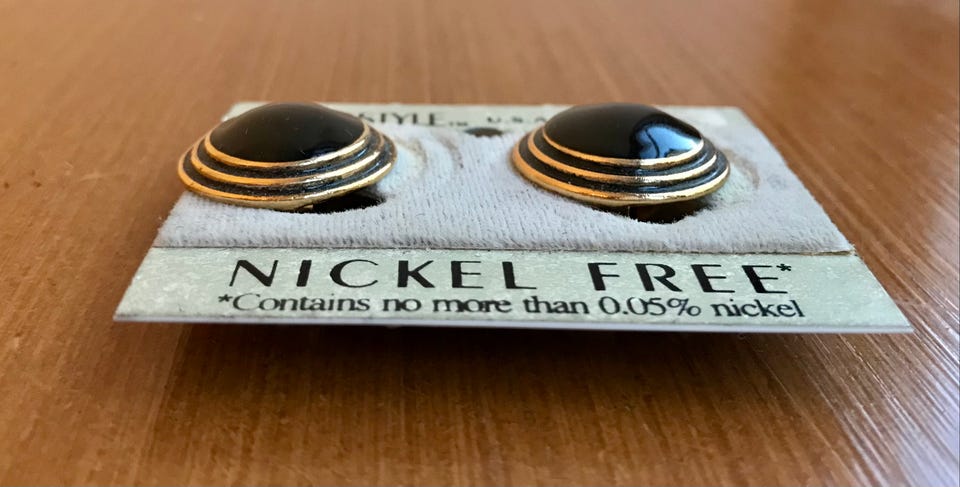 U.S.A
NICKEL FREE*
*Contains no more than 0.05% nickel